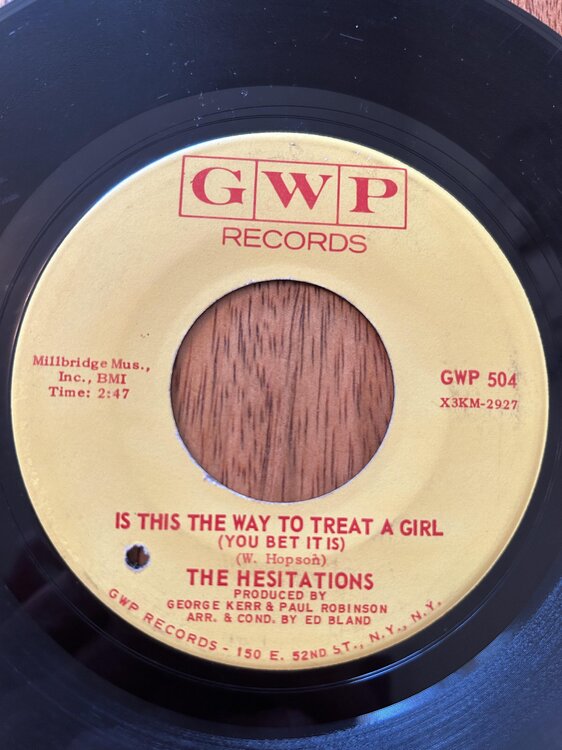 GWP
RECORDS
Millbridge Mus.,
Inc., BMI
Time: 2:47
GWP 504
X3KM-2927
IS THIS THE WAY TO TREAT A GIRL
(YOU BET IT IS)
(W. Hopson)
THE HESITATIONS
PRODUCED BY
GEORGE KERR & PAUL ROBINSON
ARR. & COND. BY ED BLAND
GWP RECORDS - 150 E. 52ND ST., N.Y., N.Y.